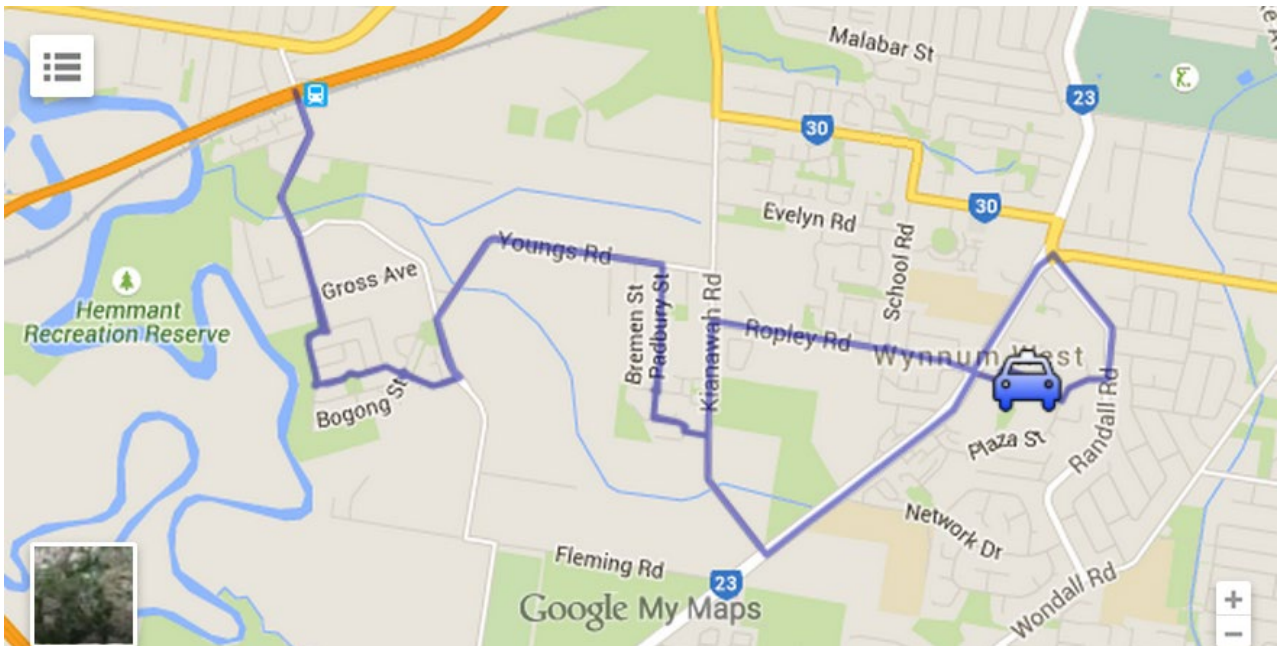 Malabar St
23
30
30
Evelyn Rd
School Rd
Youngs Rd
Gross Ave
Hemmant
Recreation Reserve
Bremen St
Padbury St
Kianawah Rd
Ropley Rd
Wynnum West
Bogong St
Plaza St
Randall Rd
Network Dr
Fleming Rd
23
Wondall Rd
Google My Maps
+
−